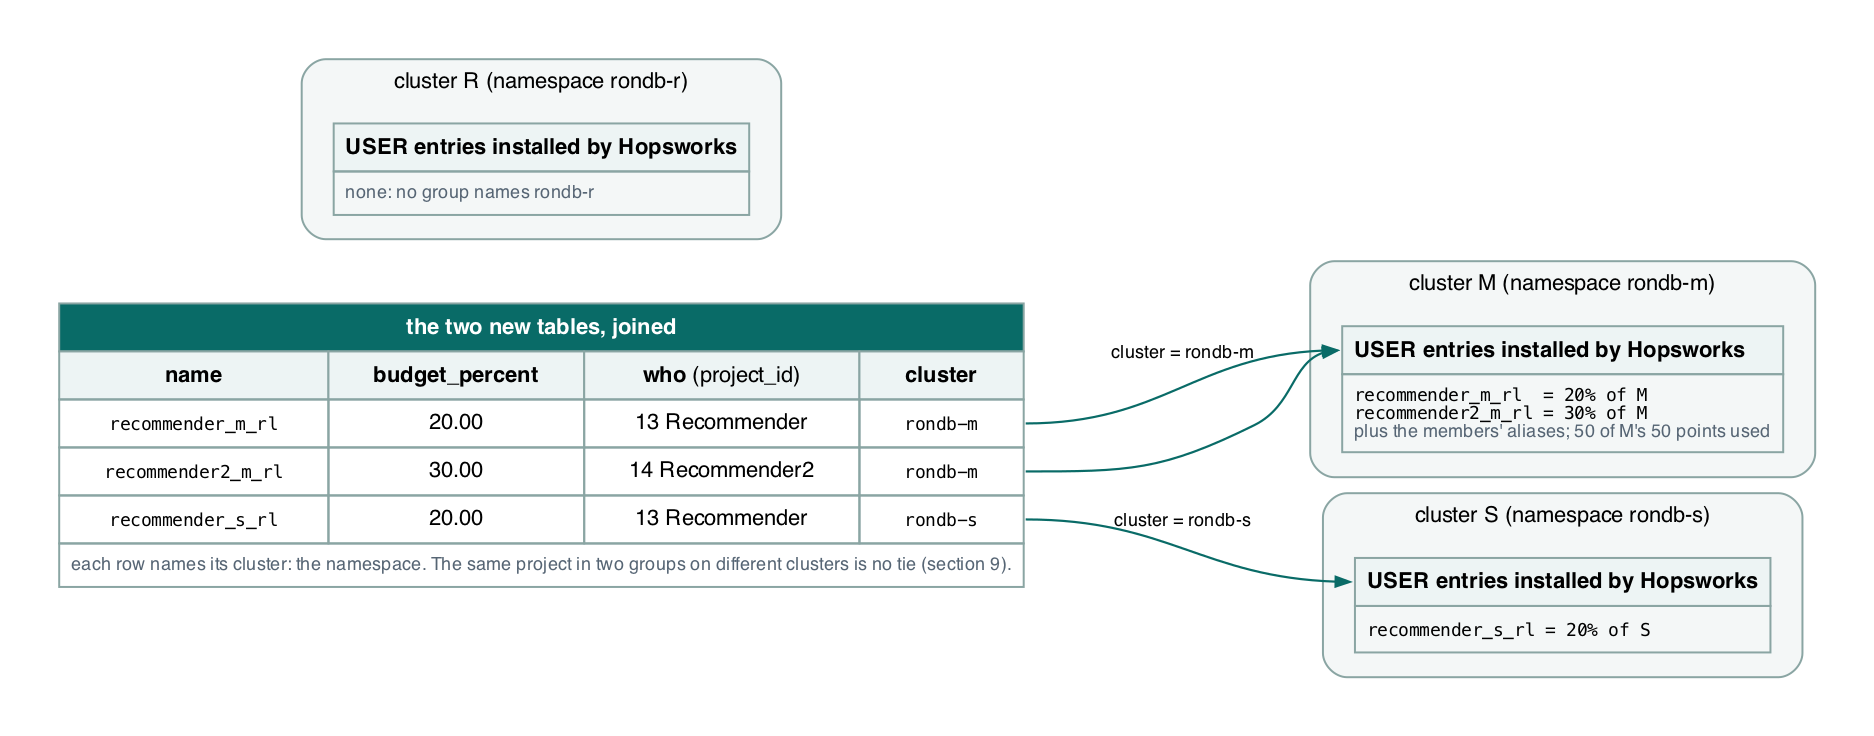 cluster R (namespace rondb-r)
USER entries installed by Hopsworks
none: no group names rondb-r
the two new tables, joined
name budget_percent who (project_id) cluster
recommender_m_rl 20.00 13 Recommender rondb-m
recommender2_m_rl 30.00 14 Recommender2 rondb-m
recommender_s_rl 20.00 13 Recommender rondb-s
each row names its cluster: the namespace. The same project in two groups on different clusters is no tie (section 9).
cluster = rondb-m
cluster = rondb-s
cluster M (namespace rondb-m)
USER entries installed by Hopsworks
recommender_m_rl = 20% of M
recommender2_m_rl = 30% of M
plus the members' aliases; 50 of M's 50 points used
cluster S (namespace rondb-s)
USER entries installed by Hopsworks
recommender_s_rl = 20% of S